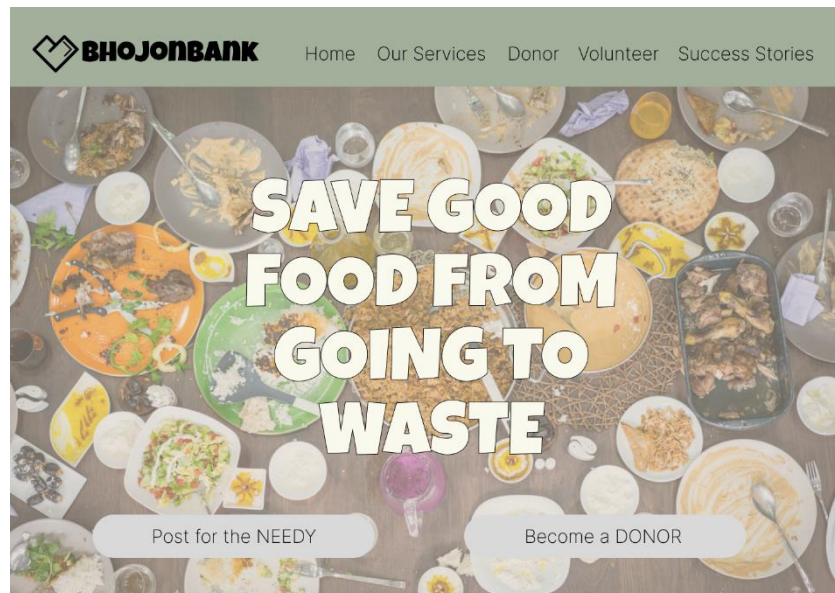 BHOJONBANK
Home Our Services Donor Volunteer Success Stories
SAVE GOOD
FOOD FROM
GOING TO
WASTE
Post for the NEEDY Become a DONOR